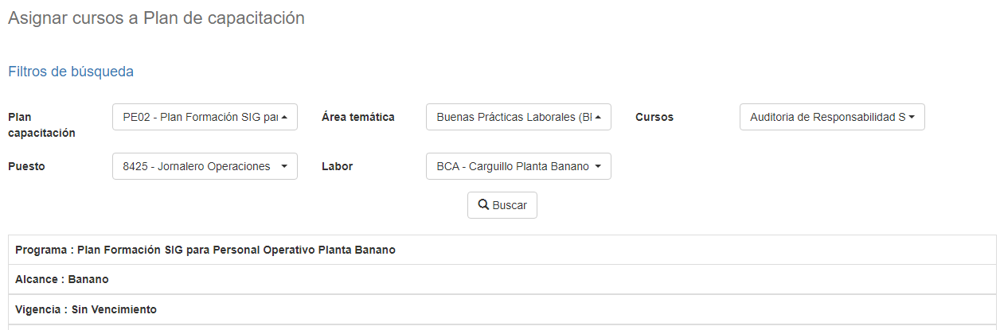 Asignar cursos a Plan de capacitación
Filtros de búsqueda
Plan capacitación
PE02 - Plan Formación SIG par
Área temática
Buenas Prácticas Laborales (Bl
Cursos
Auditoria de Responsabilidad S
Puesto
8425 - Jornalero Operaciones
Labor
BCA - Carguillo Planta Banano
Buscar
Programa : Plan Formación SIG para Personal Operativo Planta Banano
Alcance : Banano
Vigencia : Sin Vencimiento